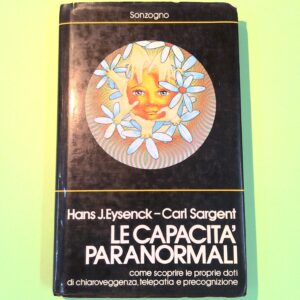 Sonzogno
Hans J. Eysenck – Carl Sargent
LE CAPACITA'
PARANORMALI
come scoprire le proprie doti
di chiaroveggenza, telepatia e precognizione